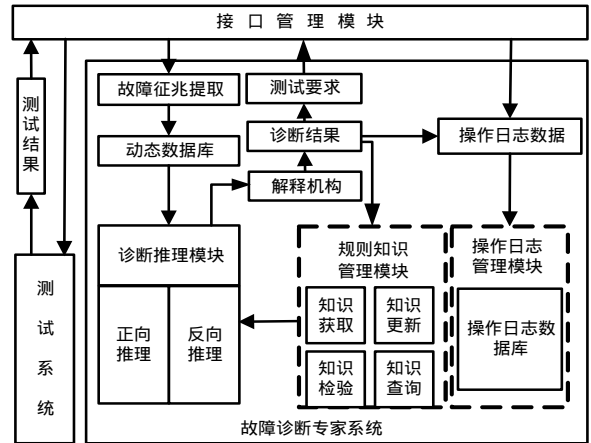 接口管理模块
测试结果
故障征兆提取
测试要求
动态数据库
诊断结果
操作日志数据
解释机构
诊断推理模块
正向
推理
反向
推理
规则知识
管理模块
知识
获取
知识
更新
知识
检验
知识
查询
操作日志
管理模块
操作日志数
据库
测试系统
故障诊断专家系统